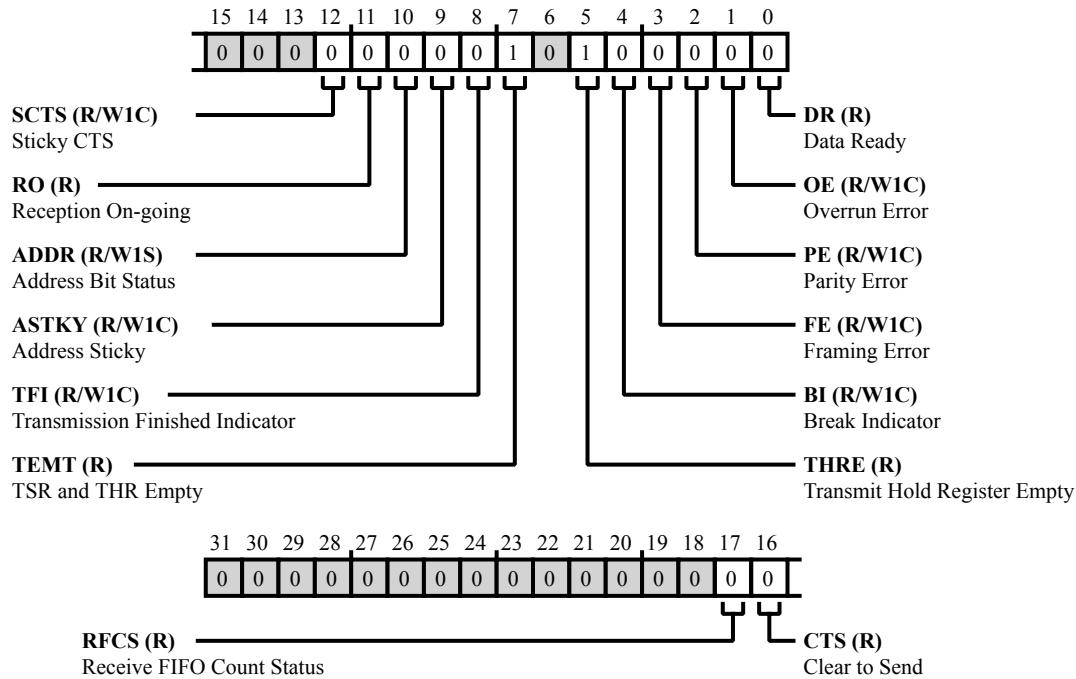 15 14 13 12 11 10 9 8 7 6 5 4 3 2 1 0
0 0 0 0 0 0 0 0 1 0 1 0 0 0 0 0
SCTS (R/W1C)
Sticky CTS
RO (R)
Reception On-going
ADDR (R/W1S)
Address Bit Status
ASTKY (R/W1C)
Address Sticky
TFI (R/W1C)
Transmission Finished Indicator
TEMT (R)
TSR and THR Empty
DR (R)
Data Ready
OE (R/W1C)
Overrun Error
PE (R/W1C)
Parity Error
FE (R/W1C)
Framing Error
BI (R/W1C)
Break Indicator
THRE (R)
Transmit Hold Register Empty
31 30 29 28 27 26 25 24 23 22 21 20 19 18 17 16
0 0 0 0 0 0 0 0 0 0 0 0 0 0 0 0
RFCS (R)
Receive FIFO Count Status
CTS (R)
Clear to Send